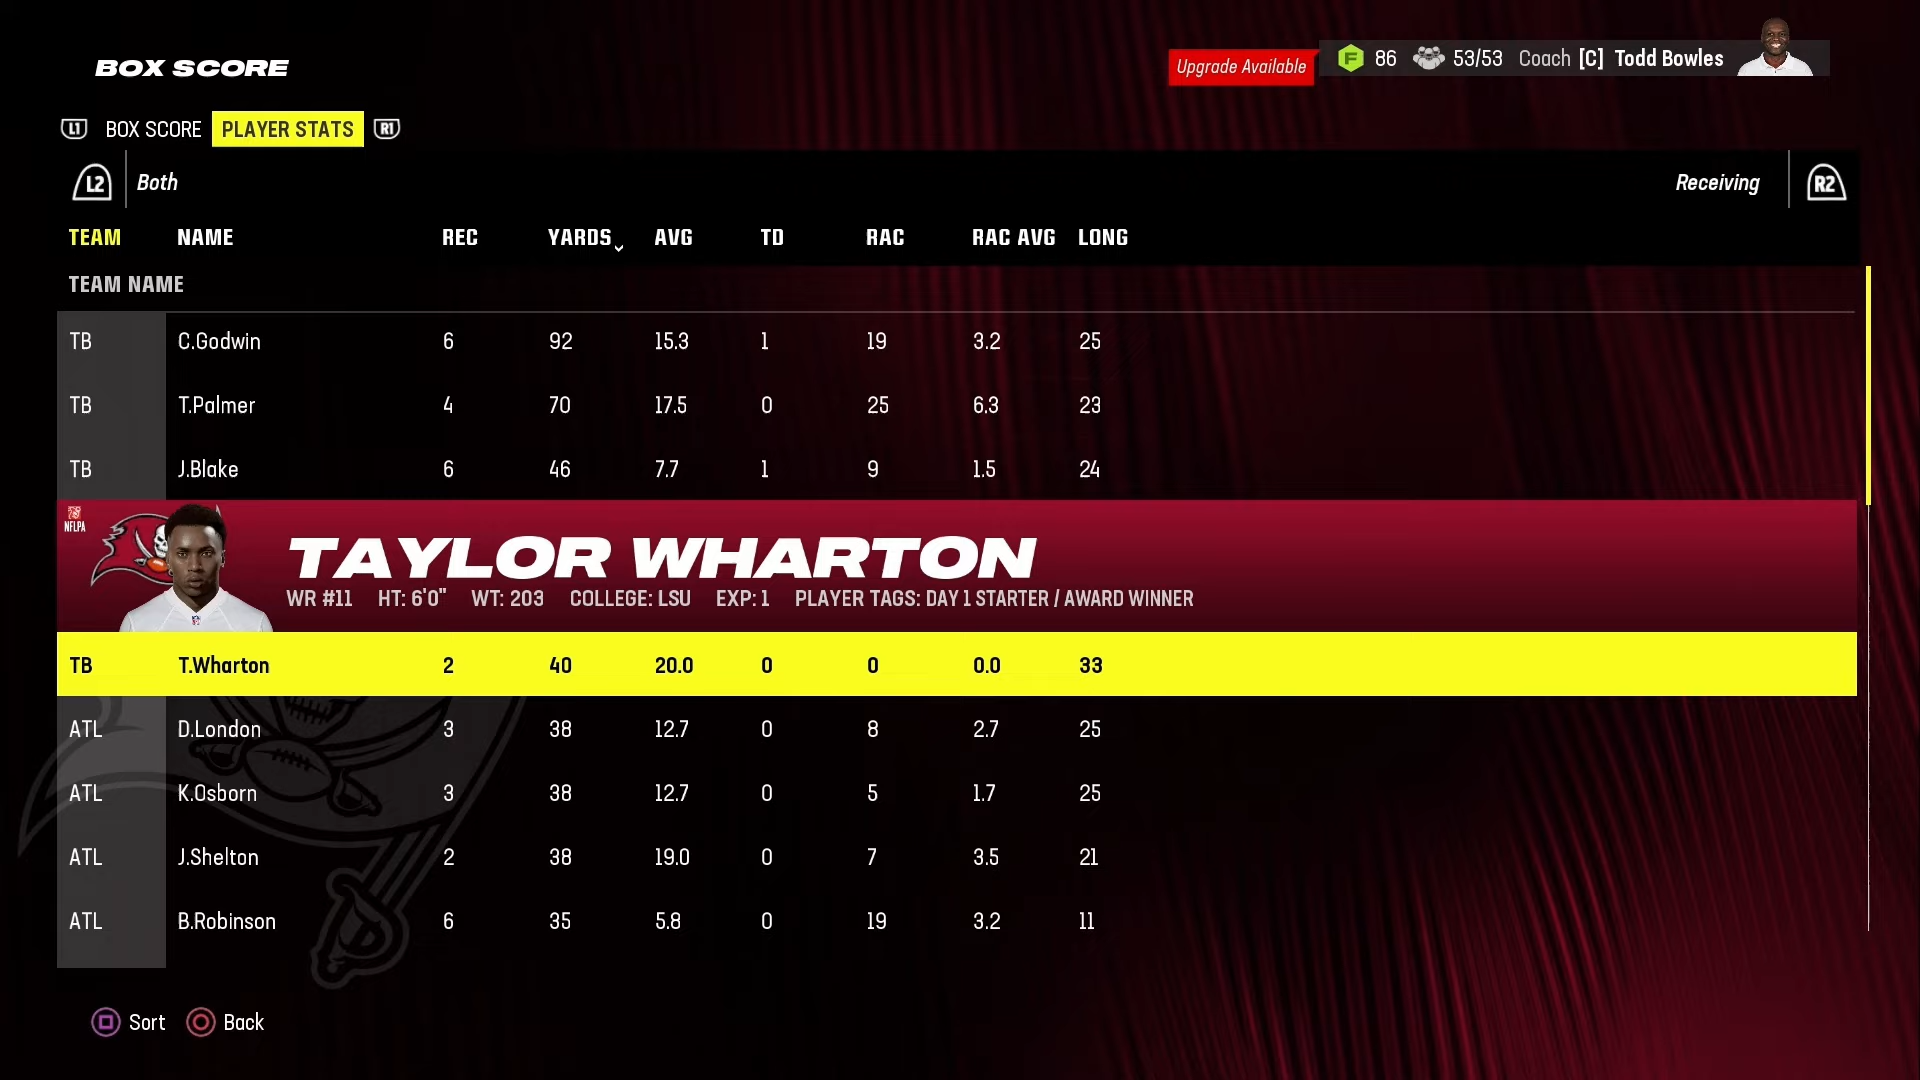 BOX SCORE
Upgrade Available F 86 53/53 Coach [C] Todd Bowles
L1 BOX SCORE PLAYER STATS R1
L2 Both Receiving R2
TEAM NAME REC YARDS AVG TD RAC RAC AVG LONG
TEAM NAME
TB C.Godwin 6 92 15.3 1 19 3.2 25
TB T.Palmer 4 70 17.5 0 25 6.3 23
TB J.Blake 6 46 7.7 1 9 1.5 24
NFLPA
TAYLOR WHARTON
WR #11 HT: 6'0" WT: 203 COLLEGE: LSU EXP: 1 PLAYER TAGS: DAY 1 STARTER / AWARD WINNER
TB T.Wharton 2 40 20.0 0 0 0.0 33
ATL D.London 3 38 12.7 0 8 2.7 25
ATL K.Osborn 3 38 12.7 0 5 1.7 25
ATL J.Shelton 2 38 19.0 0 7 3.5 21
ATL B.Robinson 6 35 5.8 0 19 3.2 11
Sort Back